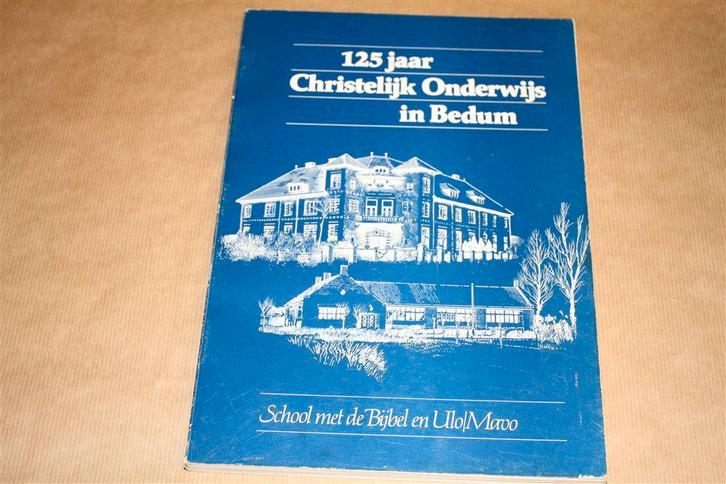 125 jaar
Christelijk Onderwijs
in Bedum
School met de Bijbel en Ulo/Mavo